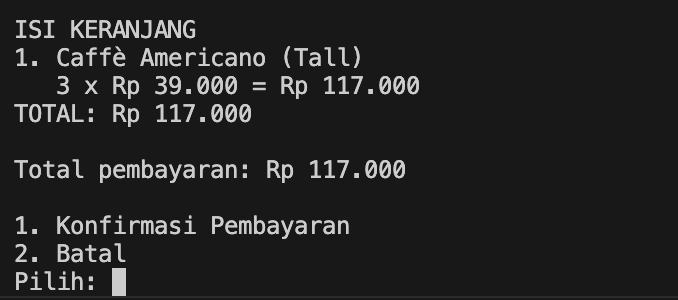 ISI KERANJANG
1. Caffè Americano (Tall)
   3 x Rp 39.000 = Rp 117.000
TOTAL: Rp 117.000

Total pembayaran: Rp 117.000

1. Konfirmasi Pembayaran
2. Batal
Pilih: